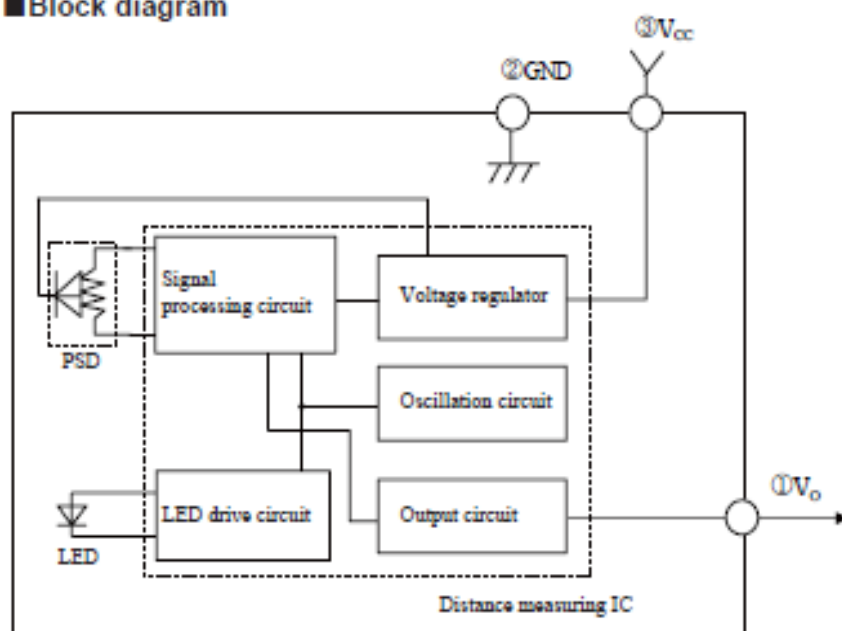 ■Block diagram
③Vcc
②GND
Signal
processing circuit
Voltage regulator
PSD
Oscillation circuit
①Vo
LED drive circuit
Output circuit
LED
Distance measuring IC